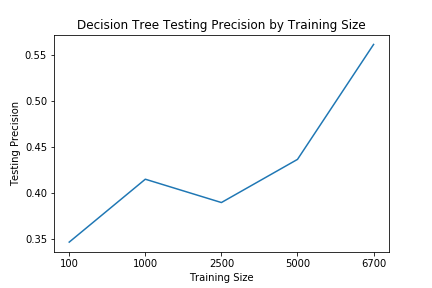 Decision Tree Testing Precision by Training Size
Testing Precision
0.55
0.50
0.45
0.40
0.35
100 1000 2500 5000 6700
Training Size